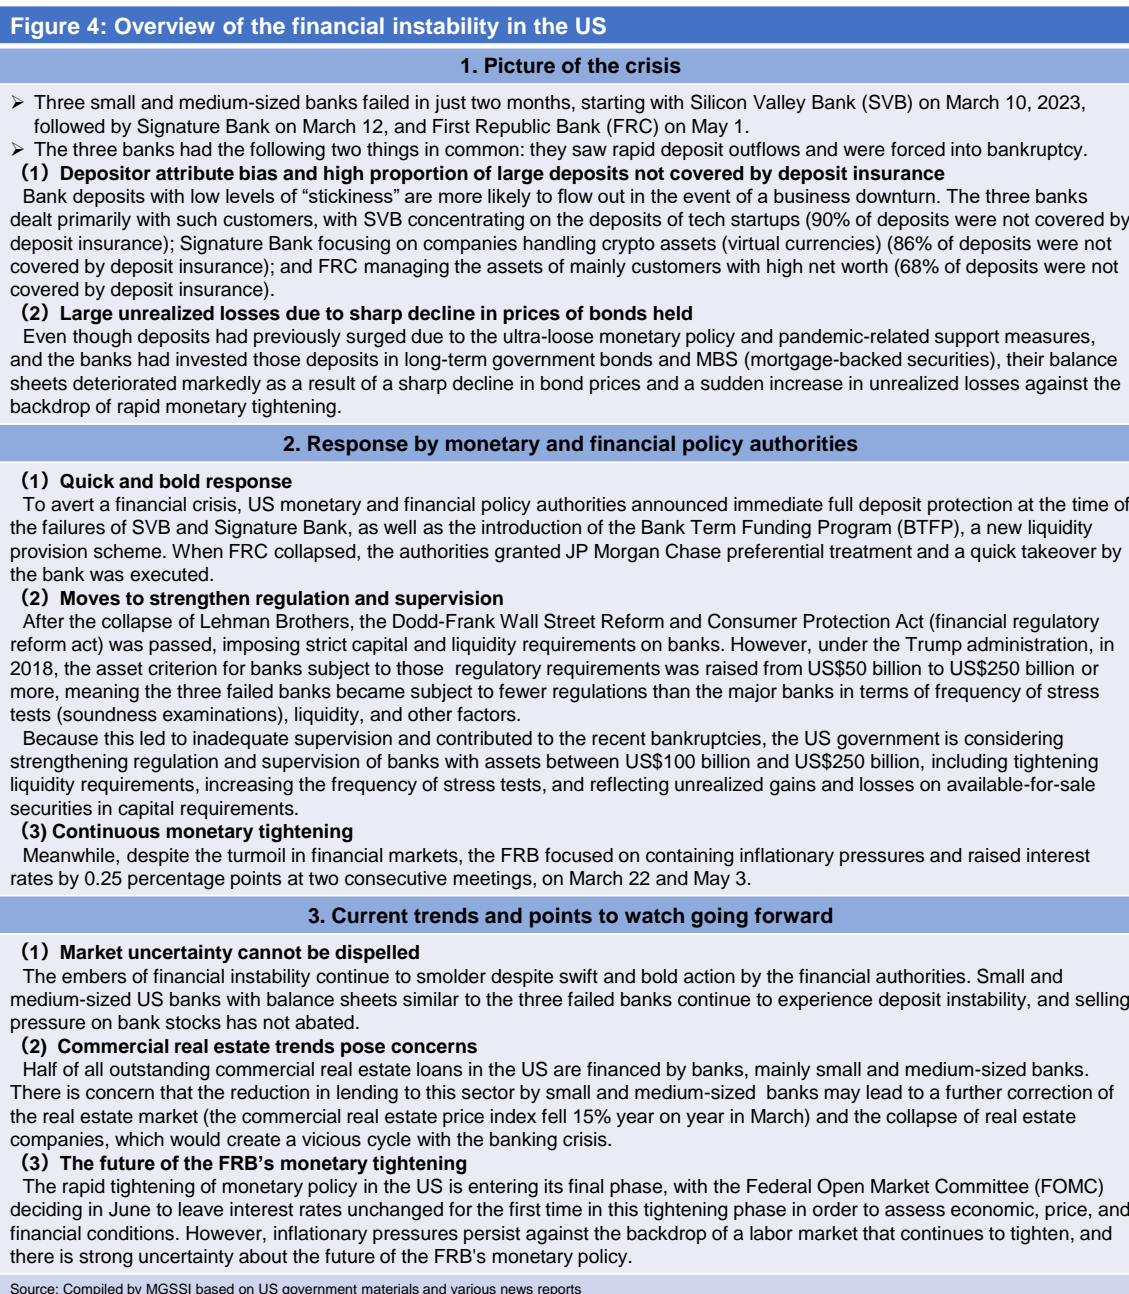 Figure 4: Overview of the financial instability in the US
1. Picture of the crisis
➢ Three small and medium-sized banks failed in just two months, starting with Silicon Valley Bank (SVB) on March 10, 2023,
followed by Signature Bank on March 12, and First Republic Bank (FRC) on May 1.
➢ The three banks had the following two things in common: they saw rapid deposit outflows and were forced into bankruptcy.
（1）Depositor attribute bias and high proportion of large deposits not covered by deposit insurance
Bank deposits with low levels of “stickiness” are more likely to flow out in the event of a business downturn. The three banks
dealt primarily with such customers, with SVB concentrating on the deposits of tech startups (90% of deposits were not covered by
deposit insurance); Signature Bank focusing on companies handling crypto assets (virtual currencies) (86% of deposits were not
covered by deposit insurance); and FRC managing the assets of mainly customers with high net worth (68% of deposits were not
covered by deposit insurance).
（2）Large unrealized losses due to sharp decline in prices of bonds held
Even though deposits had previously surged due to the ultra-loose monetary policy and pandemic-related support measures,
and the banks had invested those deposits in long-term government bonds and MBS (mortgage-backed securities), their balance
sheets deteriorated markedly as a result of a sharp decline in bond prices and a sudden increase in unrealized losses against the
backdrop of rapid monetary tightening.
2. Response by monetary and financial policy authorities
（1）Quick and bold response
To avert a financial crisis, US monetary and financial policy authorities announced immediate full deposit protection at the time of
the failures of SVB and Signature Bank, as well as the introduction of the Bank Term Funding Program (BTFP), a new liquidity
provision scheme. When FRC collapsed, the authorities granted JP Morgan Chase preferential treatment and a quick takeover by
the bank was executed.
（2）Moves to strengthen regulation and supervision
After the collapse of Lehman Brothers, the Dodd-Frank Wall Street Reform and Consumer Protection Act (financial regulatory
reform act) was passed, imposing strict capital and liquidity requirements on banks. However, under the Trump administration, in
2018, the asset criterion for banks subject to those regulatory requirements was raised from US$50 billion to US$250 billion or
more, meaning the three failed banks became subject to fewer regulations than the major banks in terms of frequency of stress
tests (soundness examinations), liquidity, and other factors.
Because this led to inadequate supervision and contributed to the recent bankruptcies, the US government is considering
strengthening regulation and supervision of banks with assets between US$100 billion and US$250 billion, including tightening
liquidity requirements, increasing the frequency of stress tests, and reflecting unrealized gains and losses on available-for-sale
securities in capital requirements.
（3) Continuous monetary tightening
Meanwhile, despite the turmoil in financial markets, the FRB focused on containing inflationary pressures and raised interest
rates by 0.25 percentage points at two consecutive meetings, on March 22 and May 3.
3. Current trends and points to watch going forward
（1）Market uncertainty cannot be dispelled
The embers of financial instability continue to smolder despite swift and bold action by the financial authorities. Small and
medium-sized US banks with balance sheets similar to the three failed banks continue to experience deposit instability, and selling
pressure on bank stocks has not abated.
（2) Commercial real estate trends pose concerns
Half of all outstanding commercial real estate loans in the US are financed by banks, mainly small and medium-sized banks.
There is concern that the reduction in lending to this sector by small and medium-sized banks may lead to a further correction of
the real estate market (the commercial real estate price index fell 15% year on year in March) and the collapse of real estate
companies, which would create a vicious cycle with the banking crisis.
（3）The future of the FRB’s monetary tightening
The rapid tightening of monetary policy in the US is entering its final phase, with the Federal Open Market Committee (FOMC)
deciding in June to leave interest rates unchanged for the first time in this tightening phase in order to assess economic, price, and
financial conditions. However, inflationary pressures persist against the backdrop of a labor market that continues to tighten, and
there is strong uncertainty about the future of the FRB's monetary policy.
Source: Compiled by MGSSI based on US government materials and various news reports